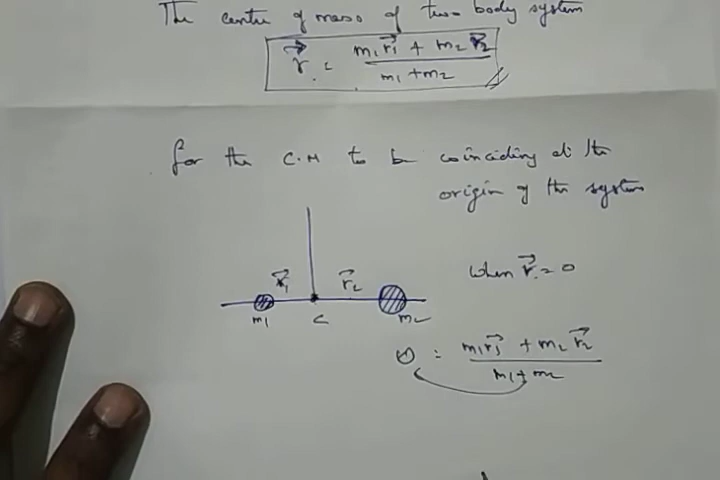 The centre of mass of two body system
r⃗ = m₁r⃗₁ + m₂r⃗₂
m₁+m₂
for the C.M to be coinciding at the
origin of the system
r⃗₁ r⃗₂
when r⃗ = 0
m₁ C m₂
0 = m₁r⃗₁ + m₂r⃗₂
m₁+m₂